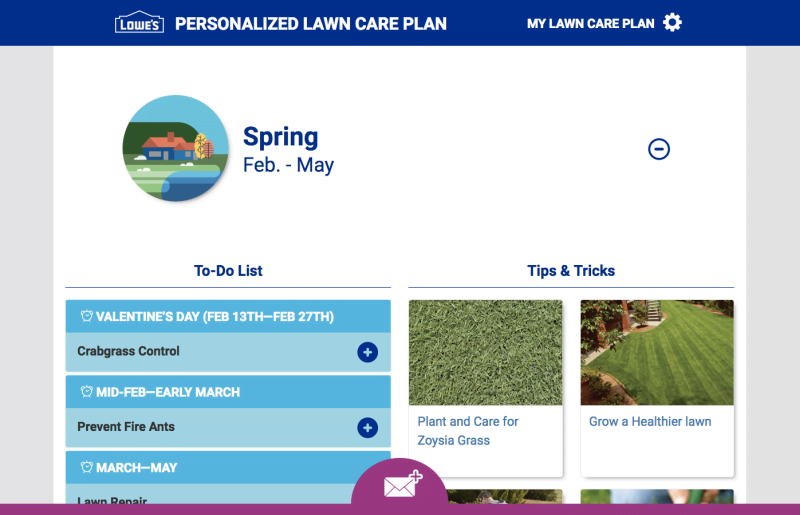 LOWE'S
PERSONALIZED LAWN CARE PLAN
MY LAWN CARE PLAN
Spring
Feb. - May
To-Do List
VALENTINE'S DAY (FEB 13TH—FEB 27TH)
Crabgrass Control
MID-FEB—EARLY MARCH
Prevent Fire Ants
MARCH—MAY
Lawn Repair
Tips & Tricks
Plant and Care for
Zoysia Grass
Grow a Healthier lawn